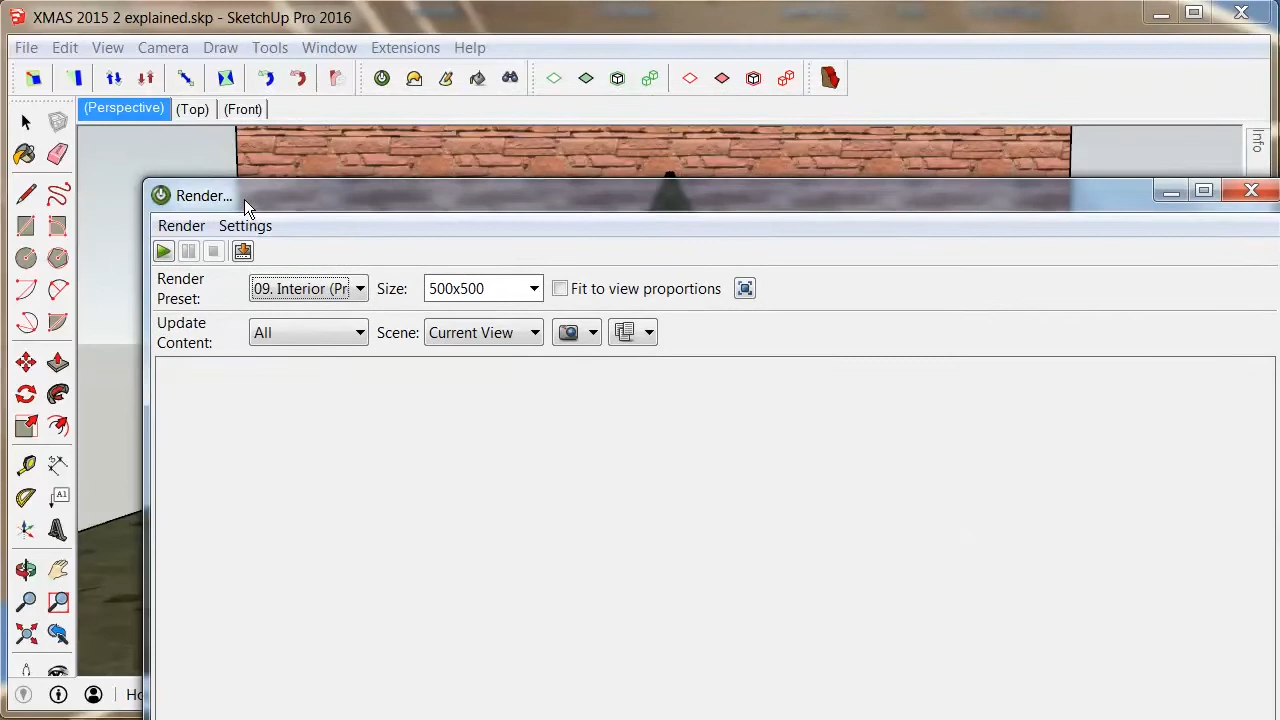 XMAS 2015 2 explained.skp - SketchUp Pro 2016
File Edit View Camera Draw Tools Window Extensions Help
(Perspective) (Top) (Front)
Info
Render...
Render Settings
Render Preset: 09. Interior (Pr Size: 500x500 Fit to view proportions
Update Content: All Scene: Current View
A1
Ho